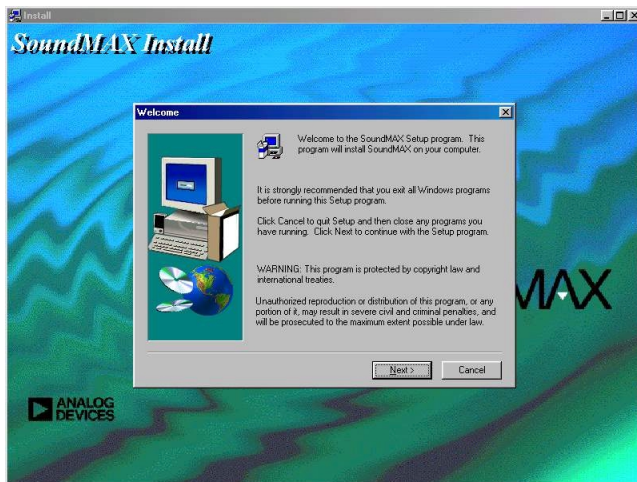 Install
SoundMAX Install
Welcome
Welcome to the SoundMAX Setup program. This
program will install SoundMAX on your computer.
It is strongly recommended that you exit all Windows programs
before running this Setup program.
Click Cancel to quit Setup and then close any programs you
have running. Click Next to continue with the Setup program.
WARNING: This program is protected by copyright law and
international treaties.
Unauthorized reproduction or distribution of this program, or any
portion of it, may result in severe civil and criminal penalties, and
will be prosecuted to the maximum extent possible under law.
MAX
Next >
Cancel
ANALOG
DEVICES